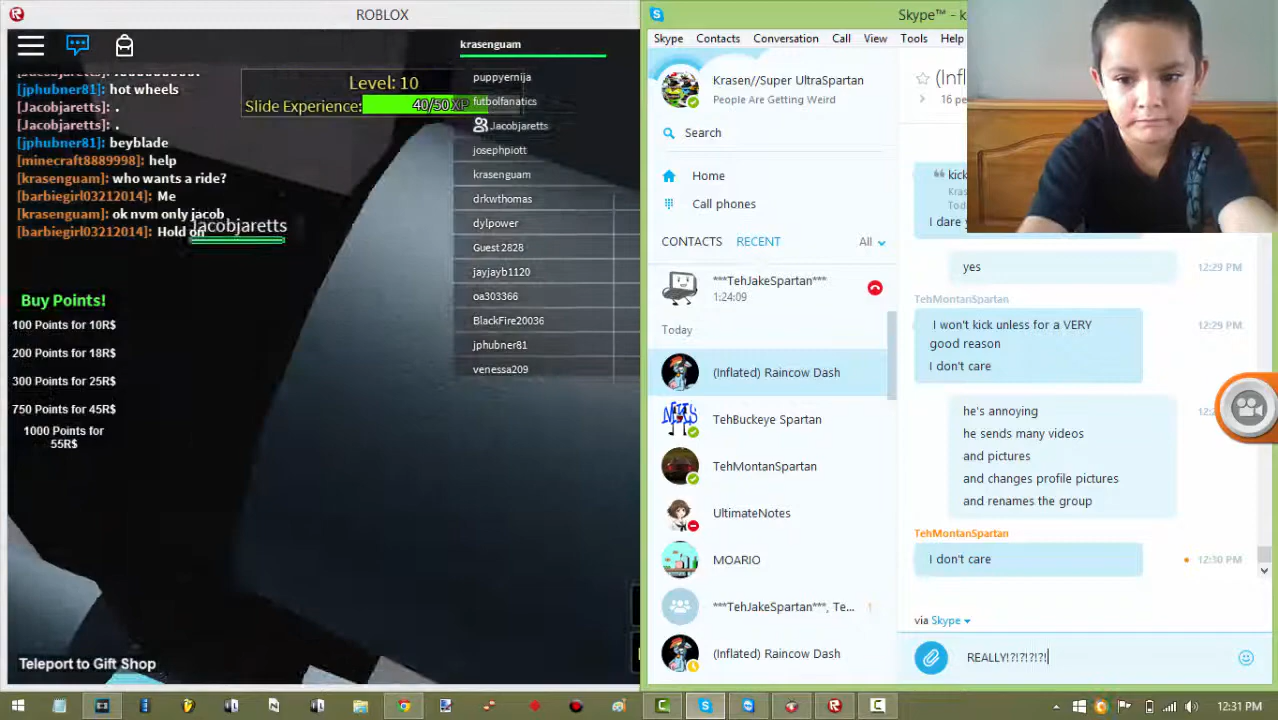 ROBLOX
krasenguam
Level: 10
Slide Experience: 40/50 XP
[jphubner81]: hot wheels
[Jacobjaretts]: .
[Jacobjaretts]: .
[jphubner81]: beyblade
[minecraft8889998]: help
[krasenguam]: who wants a ride?
[barbiegirl03212014]: Me
[krasenguam]: ok nvm only jacob
[barbiegirl03212014]: Hold on
Jacobjaretts
puppyernija
futbolfanatics
Jacobjaretts
josephpiott
krasenguam
drkwthomas
dylpower
Guest 2828
jayjayb1120
oa303366
BlackFire20036
jphubner81
venessa209
Buy Points!
100 Points for 10R$
200 Points for 18R$
300 Points for 25R$
750 Points for 45R$
1000 Points for
55R$
Teleport to Gift Shop
Skype™ - k
Skype Contacts Conversation Call View Tools Help
Krasen//Super UltraSpartan
People Are Getting Weird
Search
Home
Call phones
CONTACTS RECENT All
***TehJakeSpartan***
1:24:09
Today
(Inflated) Raincow Dash
TehBuckeye Spartan
TehMontanSpartan
UltimateNotes
MOARIO
***TehJakeSpartan***, Te... 1
(Inflated) Raincow Dash
(Inf
16 pe
kick
Kras
Tod
I dare y
yes 12:29 PM
TehMontanSpartan
I won't kick unless for a VERY 12:29 PM
good reason
I don't care
he's annoying 12:2
he sends many videos
and pictures
and changes profile pictures
and renames the group
TehMontanSpartan
I don't care 12:30 PM
via Skype
REALLY!?!?!?!?!
12:31 PM